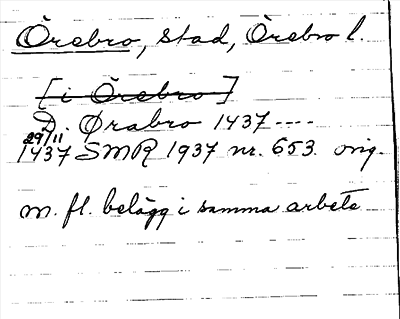 Örebro, stad, Örebro l.
[i Örebro]
D. Ørabro 1437 ----
29/11
1437 SMR 1937 nr. 653. orig.
m. fl. belägg i samma arbete